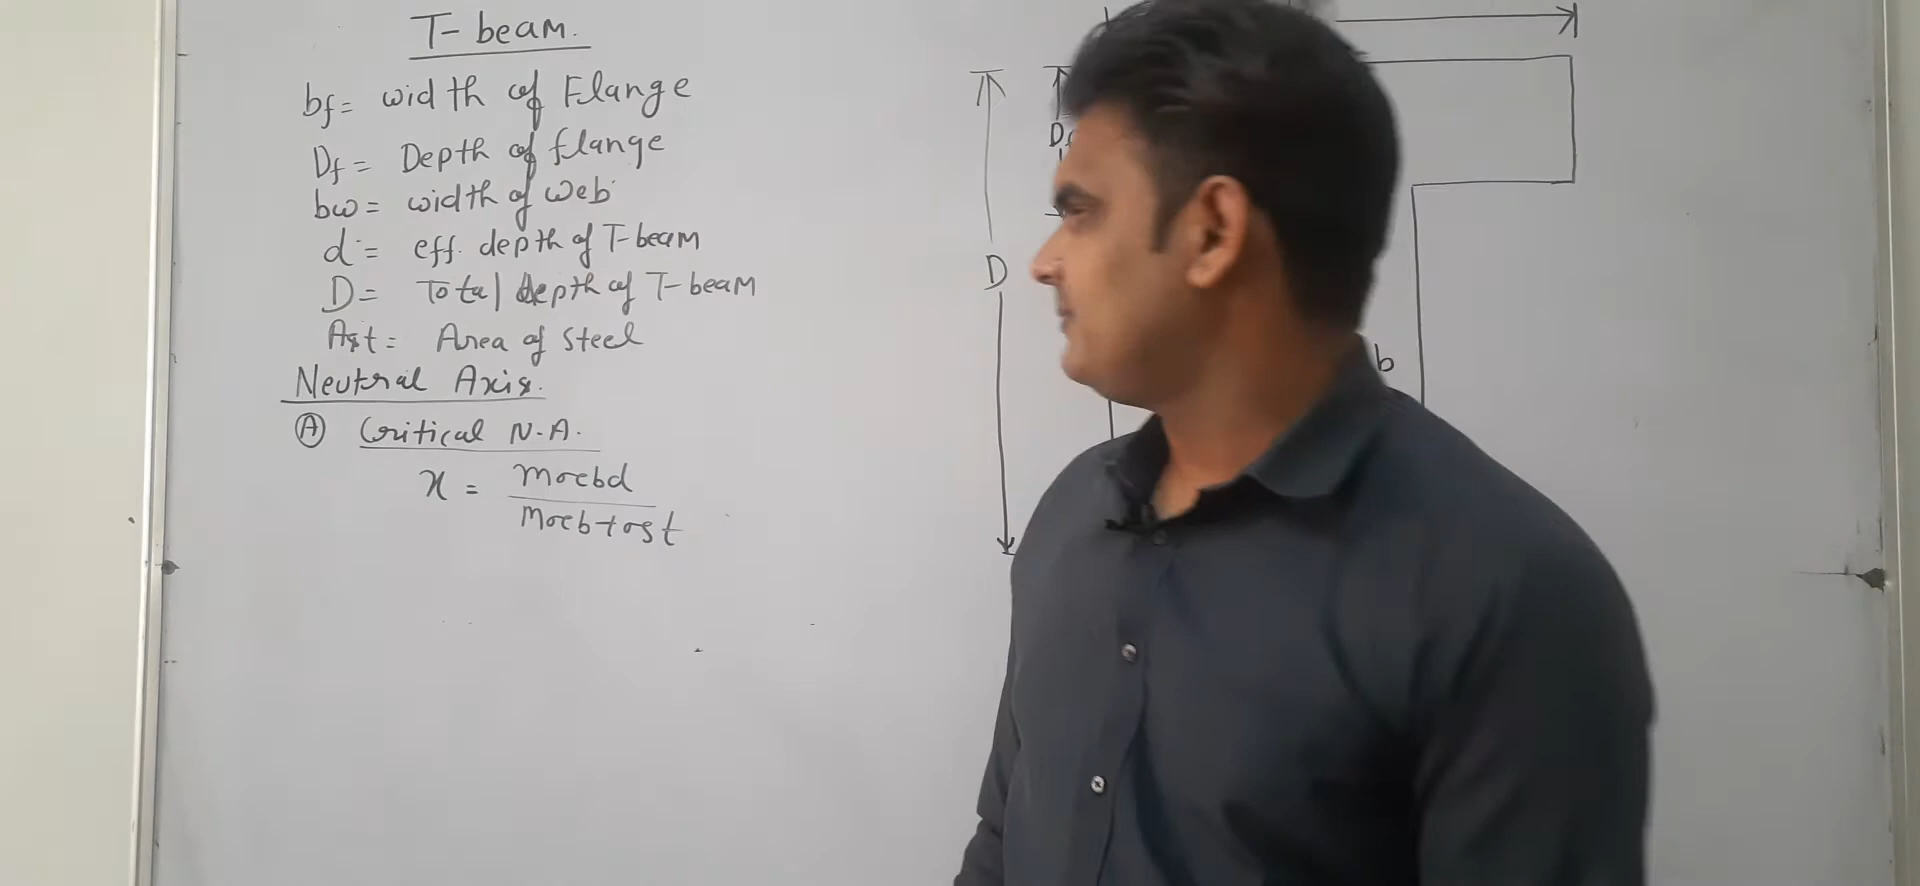 T-beam.
bf = width of Flange
Df = Depth of flange
bw = width of web
d = eff. depth of T-beam
D = Total depth of T-beam
Ast = Area of Steel
Neutral Axis.
Ⓐ Critical N.A.
x = mσcbd
mσcb+σst
Df
D
b